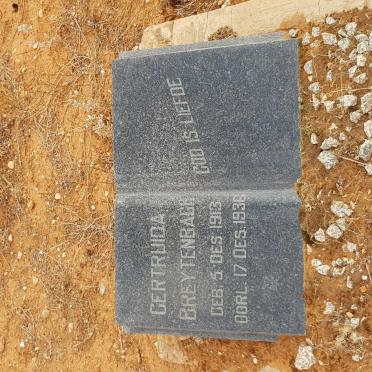 GERTRUIDA
BREYTENBACH
GEB. 5 DES. 1913
OORL. 17 DES. 1936
GOD IS LIEFDE